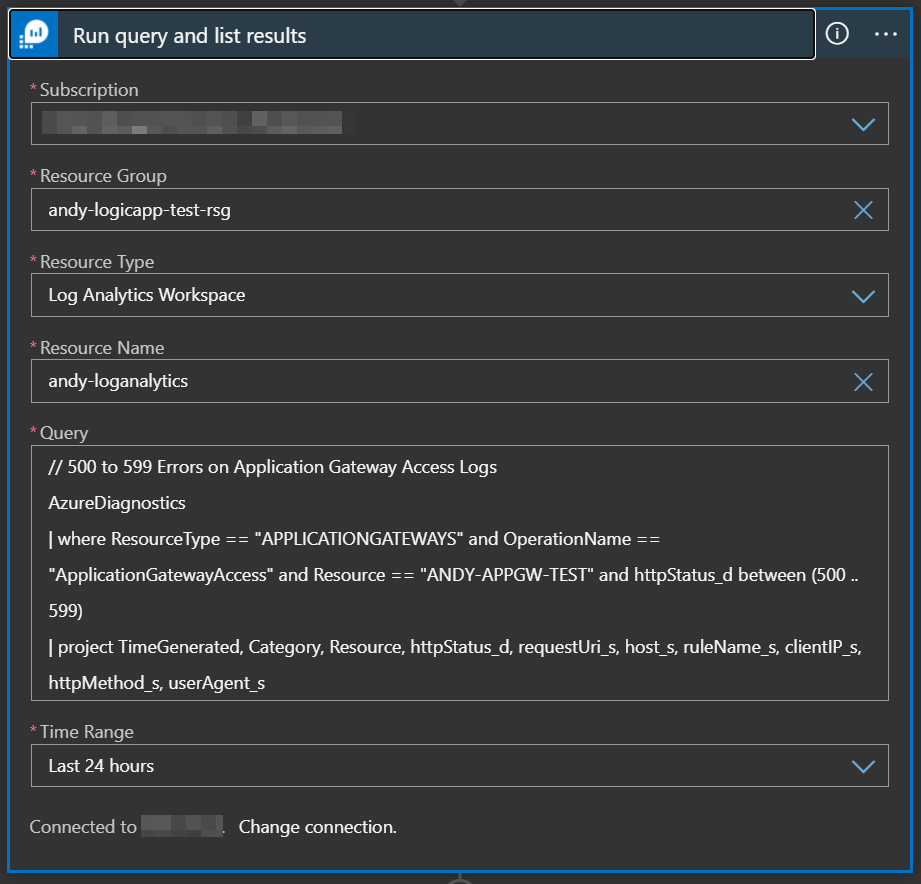 Run query and list results
* Subscription
* Resource Group
andy-logicapp-test-rsg
* Resource Type
Log Analytics Workspace
* Resource Name
andy-loganalytics
* Query
// 500 to 599 Errors on Application Gateway Access Logs
AzureDiagnostics
| where ResourceType == "APPLICATIONGATEWAYS" and OperationName ==
"ApplicationGatewayAccess" and Resource == "ANDY-APPGW-TEST" and httpStatus_d between (500 ..
599)
| project TimeGenerated, Category, Resource, httpStatus_d, requestUri_s, host_s, ruleName_s, clientIP_s,
httpMethod_s, userAgent_s
* Time Range
Last 24 hours
Connected to . Change connection.